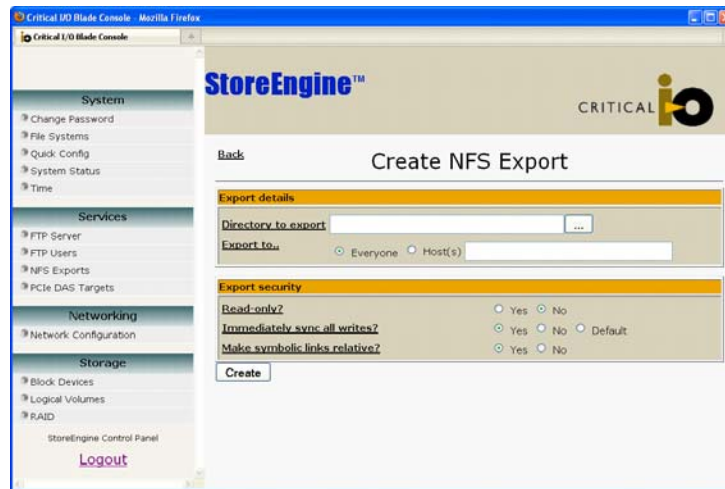 Critical I/O Blade Console - Mozilla Firefox
Critical I/O Blade Console
System
Change Password
File Systems
Quick Config
System Status
Time
Services
FTP Server
FTP Users
NFS Exports
PCIe DAS Targets
Networking
Network Configuration
Storage
Block Devices
Logical Volumes
RAID
StoreEngine Control Panel
Logout
StoreEngine™
CRITICAL io
Back
Create NFS Export
Export details
Directory to export ...
Export to.. Everyone Host(s)
Export security
Read-only? Yes No
Immediately sync all writes? Yes No Default
Make symbolic links relative? Yes No
Create